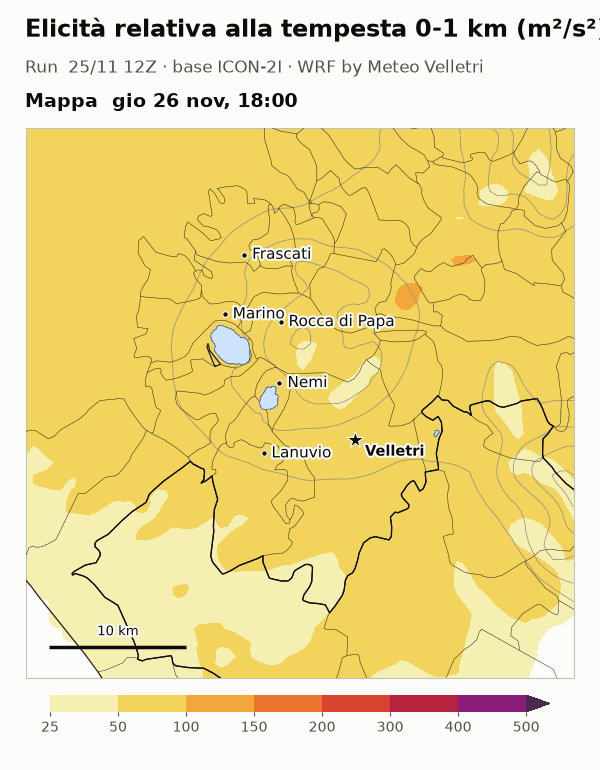 Elicità relativa alla tempesta 0-1 km (m²/s²)
Run  25/11 12Z · base ICON-2I · WRF by Meteo Velletri
Mappa  gio 26 nov, 18:00
Frascati
Marino
Rocca di Papa
Nemi
Velletri
Lanuvio
10 km
25 50 100 150 200 300 400 500